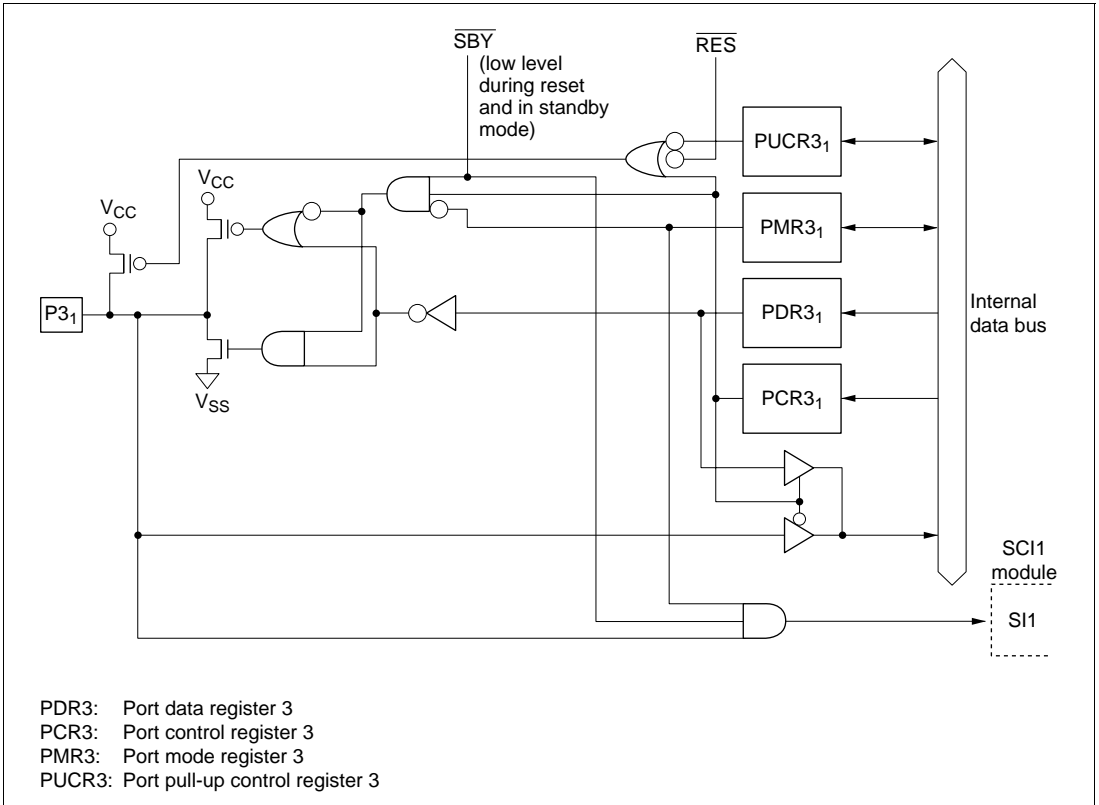 SBY
(low level
during reset
and in standby
mode)
RES
PUCR3₁
VCC
VCC
PMR3₁
P3₁
PDR3₁
Internal
data bus
VSS
PCR3₁
SCI1
module
SI1
PDR3: Port data register 3
PCR3: Port control register 3
PMR3: Port mode register 3
PUCR3: Port pull-up control register 3